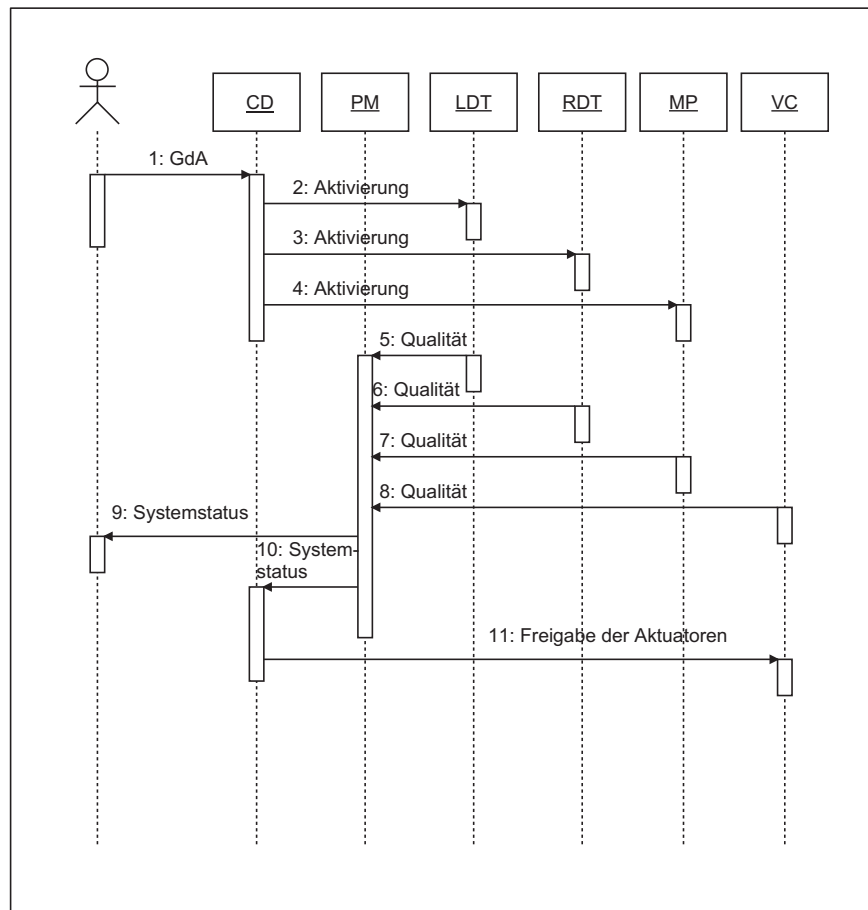 CD
PM
LDT
RDT
MP
VC
1: GdA
2: Aktivierung
3: Aktivierung
4: Aktivierung
5: Qualität
6: Qualität
7: Qualität
8: Qualität
9: Systemstatus
10: System-
status
11: Freigabe der Aktuatoren